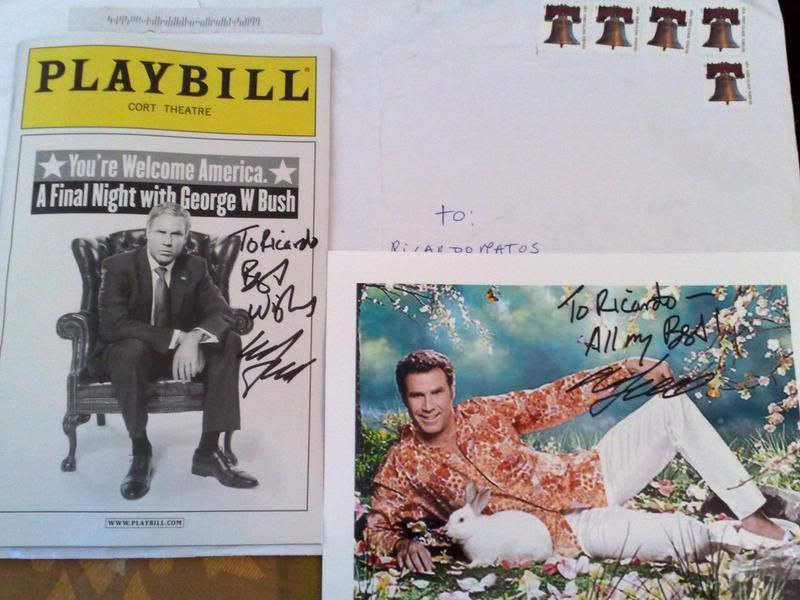 PLAYBILL®
CORT THEATRE
You're Welcome America.
A Final Night with George W Bush
To Ricardo
Best
Wishes
WWW.PLAYBILL.COM
to:
RICARDO MATOS
To Ricardo —
All my Best!